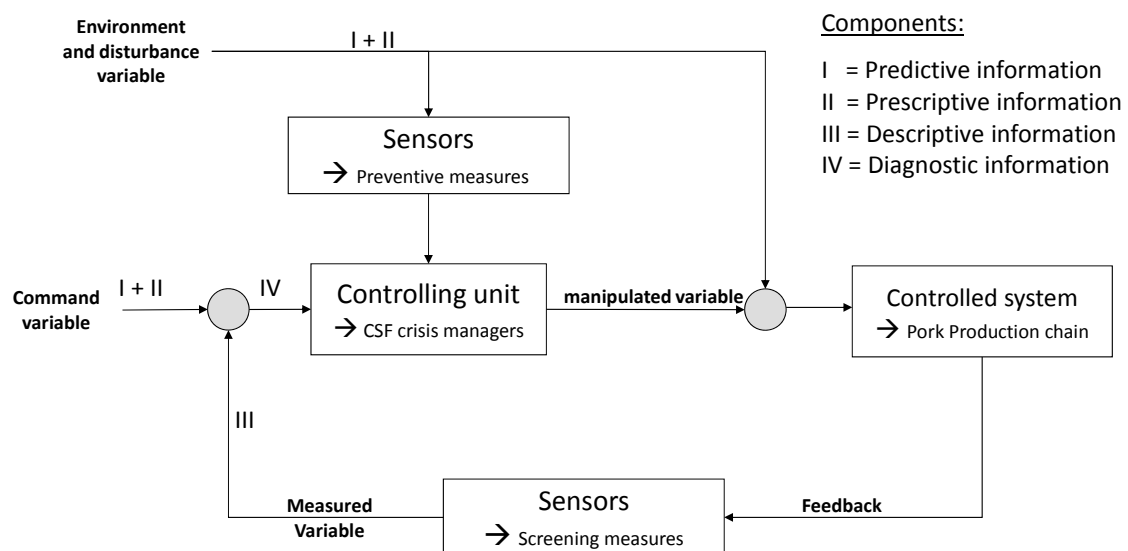 Environment
and disturbance
variable
I + II
Components:
I = Predictive information
II = Prescriptive information
III = Descriptive information
IV = Diagnostic information
Sensors
→ Preventive measures
Command
variable
I + II
IV
Controlling unit
→ CSF crisis managers
manipulated variable
Controlled system
→ Pork Production chain
III
Measured
Variable
Sensors
→ Screening measures
Feedback